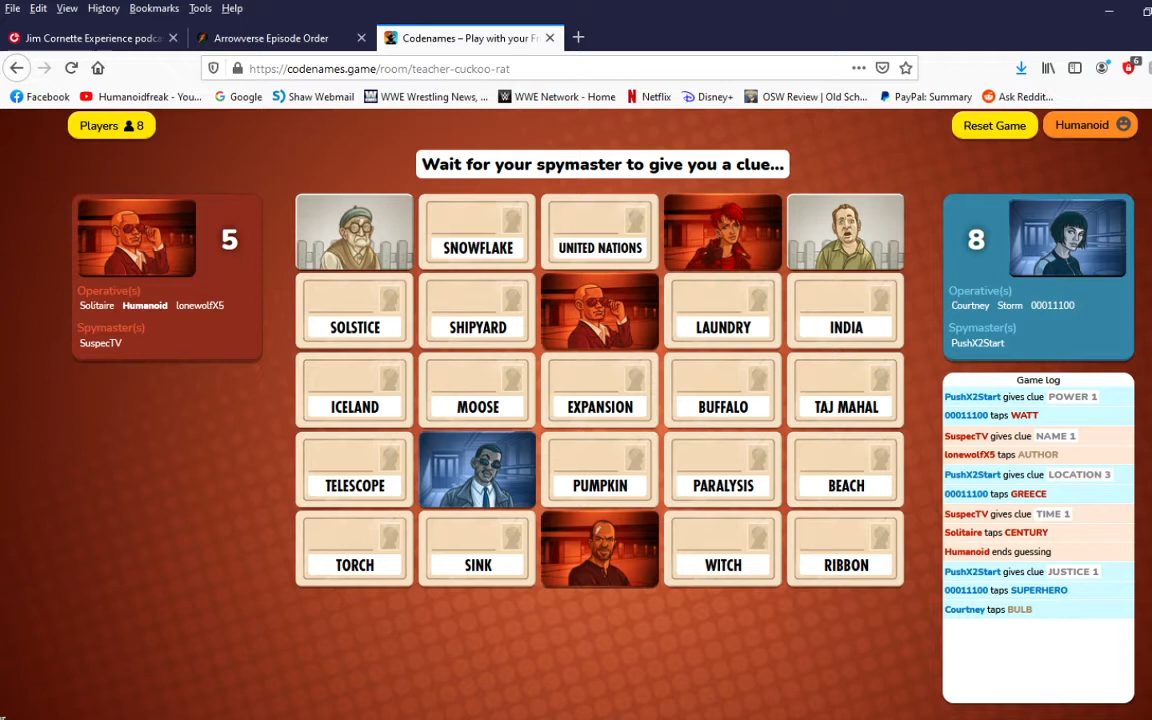 File Edit View History Bookmarks Tools Help
Jim Cornette Experience podca
Arrowverse Episode Order
Codenames – Play with your Fr
https://codenames.game/room/teacher-cuckoo-rat
6
Facebook
Humanoidfreak - You...
Google
Shaw Webmail
WWE Wrestling News, ...
WWE Network - Home
Netflix
Disney+
OSW Review | Old Sch...
PayPal: Summary
Ask Reddit...
Players 8
Reset Game
Humanoid
Wait for your spymaster to give you a clue...
5
Operative(s)
Solitaire Humanoid lonewolfX5
Spymaster(s)
SuspecTV
SNOWFLAKE
UNITED NATIONS
SOLSTICE
SHIPYARD
LAUNDRY
INDIA
ICELAND
MOOSE
EXPANSION
BUFFALO
TAJ MAHAL
TELESCOPE
PUMPKIN
PARALYSIS
BEACH
TORCH
SINK
WITCH
RIBBON
8
Operative(s)
Courtney Storm 00011100
Spymaster(s)
PushX2Start
Game log
PushX2Start gives clue POWER 1
00011100 taps WATT
SuspecTV gives clue NAME 1
lonewolfX5 taps AUTHOR
PushX2Start gives clue LOCATION 3
00011100 taps GREECE
SuspecTV gives clue TIME 1
Solitaire taps CENTURY
Humanoid ends guessing
PushX2Start gives clue JUSTICE 1
00011100 taps SUPERHERO
Courtney taps BULB